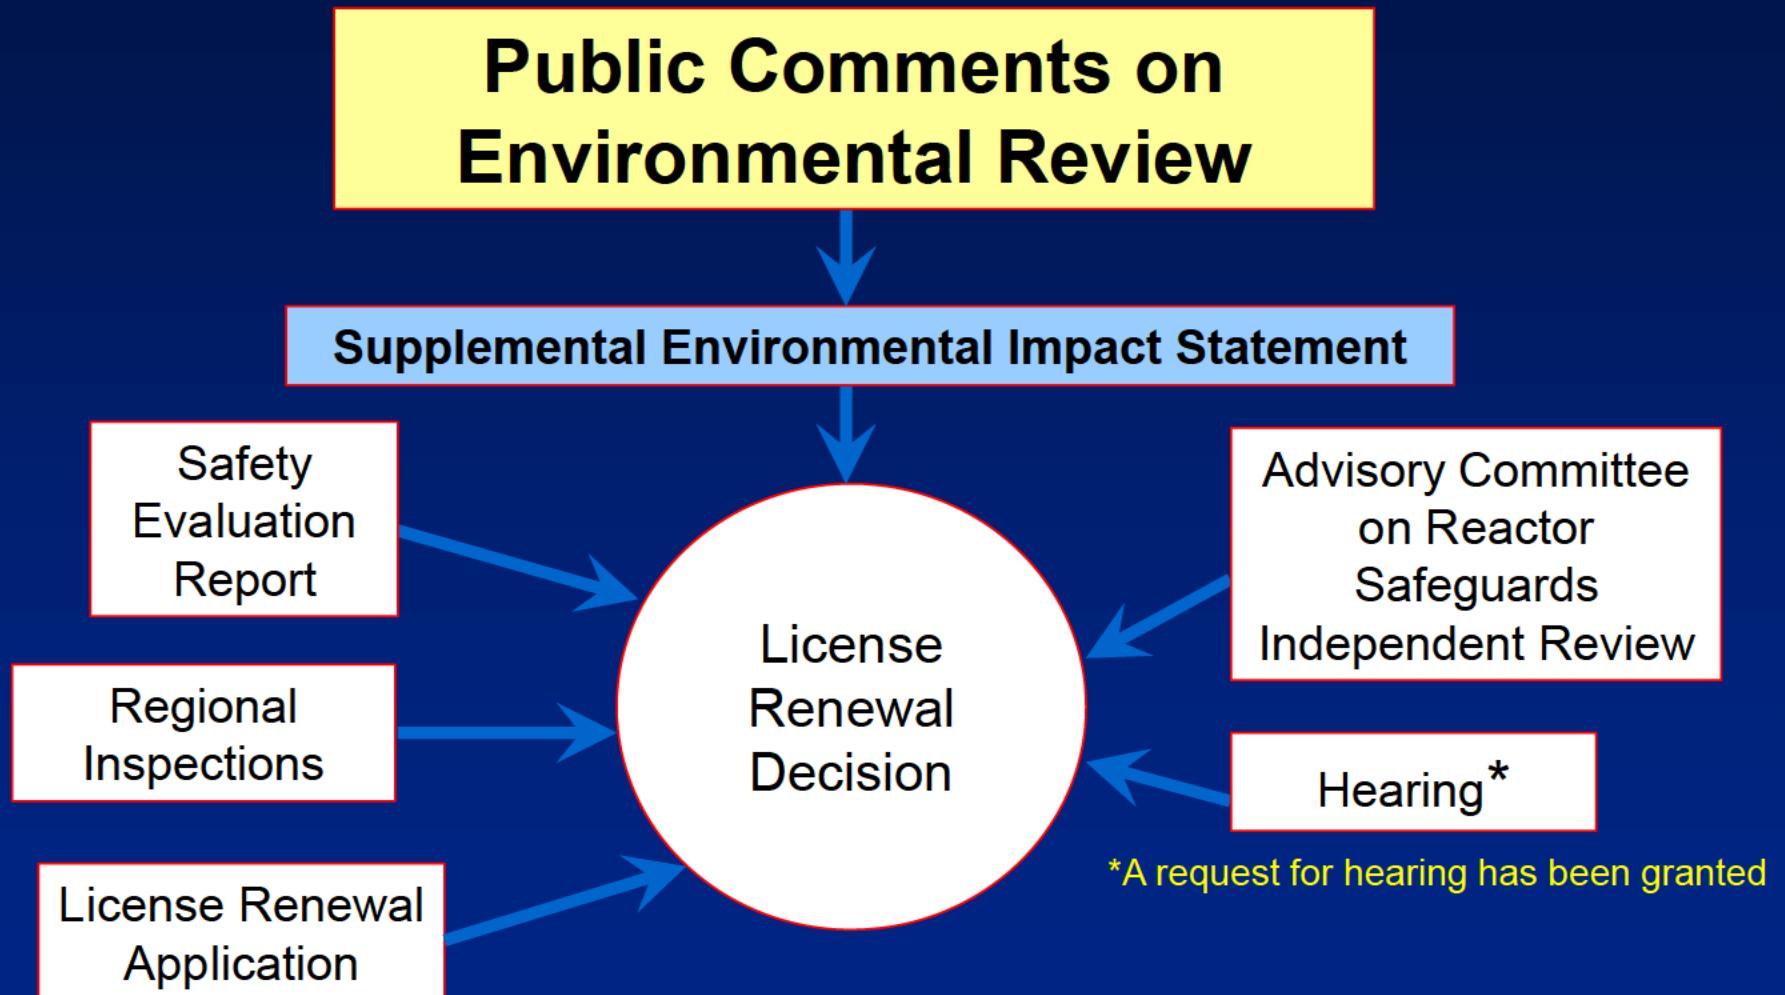 Public Comments on
Environmental Review
Supplemental Environmental Impact Statement
Safety
Evaluation
Report
Regional
Inspections
License Renewal
Application
License
Renewal
Decision
Advisory Committee
on Reactor
Safeguards
Independent Review
Hearing*
*A request for hearing has been granted